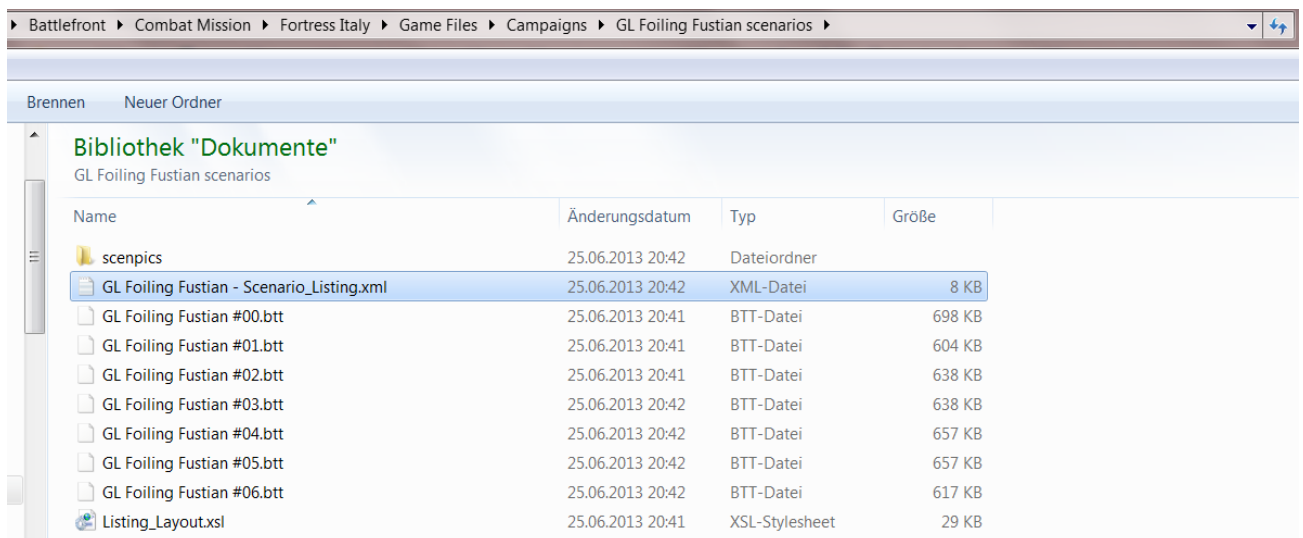 Battlefront Combat Mission Fortress Italy Game Files Campaigns GL Foiling Fustian scenarios
Brennen Neuer Ordner
Bibliothek "Dokumente"
GL Foiling Fustian scenarios
Name Änderungsdatum Typ Größe
scenpics 25.06.2013 20:42 Dateiordner
GL Foiling Fustian - Scenario_Listing.xml 25.06.2013 20:42 XML-Datei 8 KB
GL Foiling Fustian #00.btt 25.06.2013 20:41 BTT-Datei 698 KB
GL Foiling Fustian #01.btt 25.06.2013 20:41 BTT-Datei 604 KB
GL Foiling Fustian #02.btt 25.06.2013 20:41 BTT-Datei 638 KB
GL Foiling Fustian #03.btt 25.06.2013 20:42 BTT-Datei 638 KB
GL Foiling Fustian #04.btt 25.06.2013 20:42 BTT-Datei 657 KB
GL Foiling Fustian #05.btt 25.06.2013 20:42 BTT-Datei 657 KB
GL Foiling Fustian #06.btt 25.06.2013 20:42 BTT-Datei 617 KB
Listing_Layout.xsl 25.06.2013 20:41 XSL-Stylesheet 29 KB